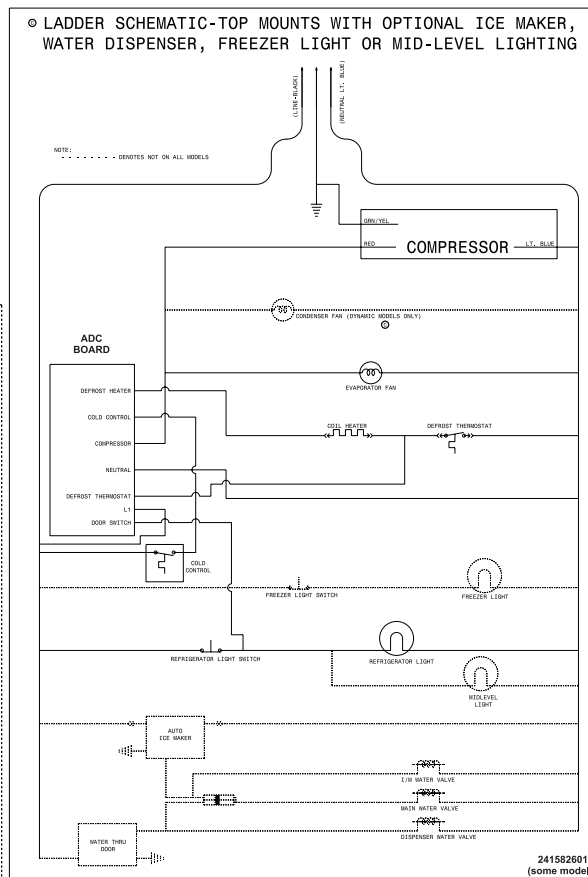 © LADDER SCHEMATIC-TOP MOUNTS WITH OPTIONAL ICE MAKER,
WATER DISPENSER, FREEZER LIGHT OR MID-LEVEL LIGHTING
(LINE-BLACK)
(NEUTRAL LT. BLUE)
NOTE:
- - - - - - - - DENOTES NOT ON ALL MODELS
GRN/YEL
RED
COMPRESSOR
LT. BLUE
CONDENSER FAN (DYNAMIC MODELS ONLY)
©
ADC
BOARD
EVAPORATOR FAN
DEFROST HEATER
COLD CONTROL
COMPRESSOR
NEUTRAL
DEFROST THERMOSTAT
L1
DOOR SWITCH
COIL HEATER
DEFROST THERMOSTAT
COLD
CONTROL
FREEZER LIGHT SWITCH
FREEZER LIGHT
REFRIGERATOR LIGHT SWITCH
REFRIGERATOR LIGHT
MIDLEVEL
LIGHT
AUTO
ICE MAKER
I/M WATER VALVE
MAIN WATER VALVE
DISPENSER WATER VALVE
WATER THRU
DOOR
241582601
(some model